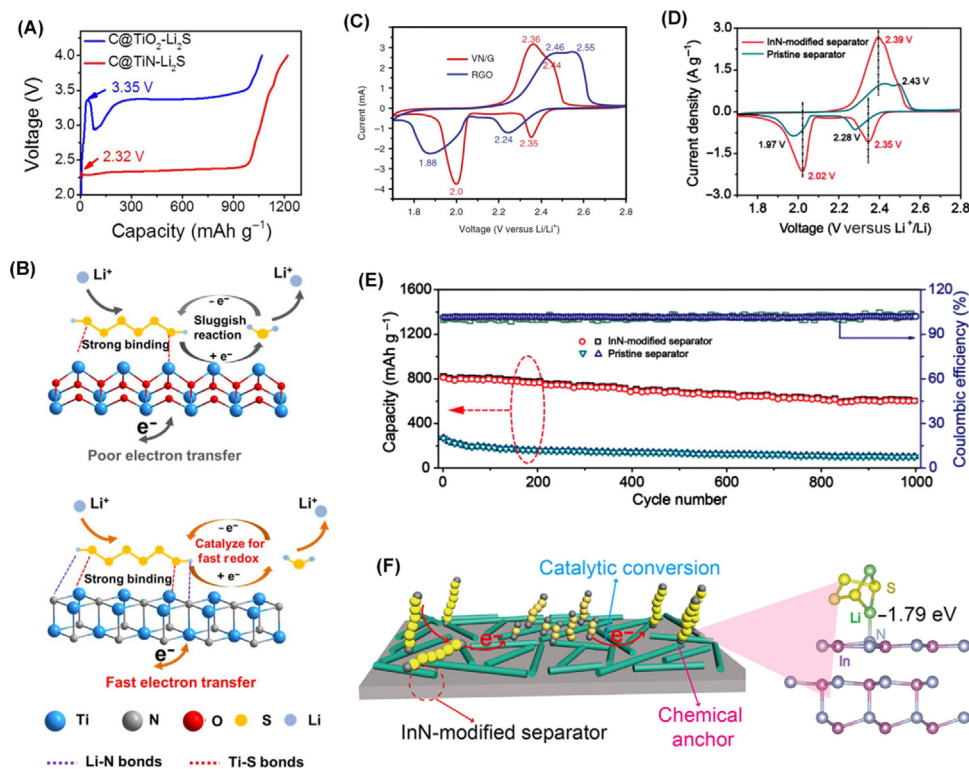 (A)
C@TiO2-Li2S
C@TiN-Li2S
3.35 V
2.32 V
4.0
3.5
3.0
2.5
2.0
Voltage (V)
0 300 600 900 1200
Capacity (mAh g−1)
(B)
Li+
− e−
Sluggish
reaction
+ e−
Strong binding
e−
Poor electron transfer
Li+
Li+
− e−
Catalyze for
fast redox
+ e−
Strong binding
Li+
e−
Fast electron transfer
Ti N O S Li
Li-N bonds Ti-S bonds
(C)
VN/G
RGO
2.36
2.46
2.55
2.44
2.24
2.35
1.88
2.0
3
2
1
0
−1
−2
−3
−4
Current (mA)
1.8 2.0 2.2 2.4 2.6 2.8
Voltage (V versus Li/Li+)
(D)
InN-modified separator
Pristine separator
2.39 V
2.43 V
1.97 V
2.28 V
2.35 V
2.02 V
3.0
1.5
0.0
−1.5
−3.0
Current density (A g−1)
1.8 2.0 2.2 2.4 2.6 2.8
Voltage (V versus Li+/Li)
(E)
InN-modified separator
Pristine separator
1600
1200
800
400
0
Capacity (mAh g−1)
120
90
60
30
0
Coulombic efficiency (%)
0 200 400 600 800 1000
Cycle number
(F)
Catalytic conversion
e−
e−
InN-modified separator
Chemical
anchor
S
Li
−1.79 eV
N
In